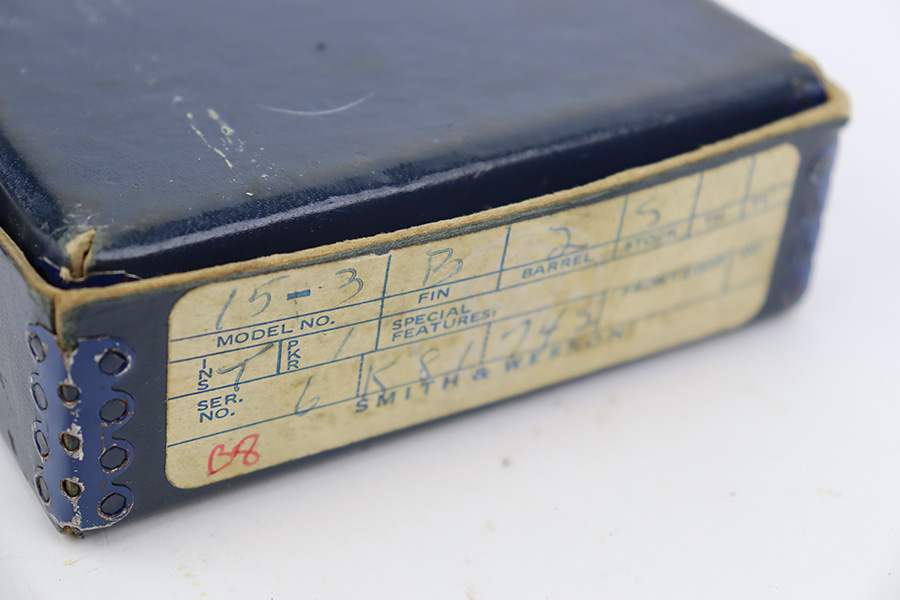 15-3 B 2 S
MODEL NO. FIN BARREL STOCK
INS T PKR 1 SPECIAL FEATURES:
SER. NO. 6 K81
SMITH & WESSON
B8